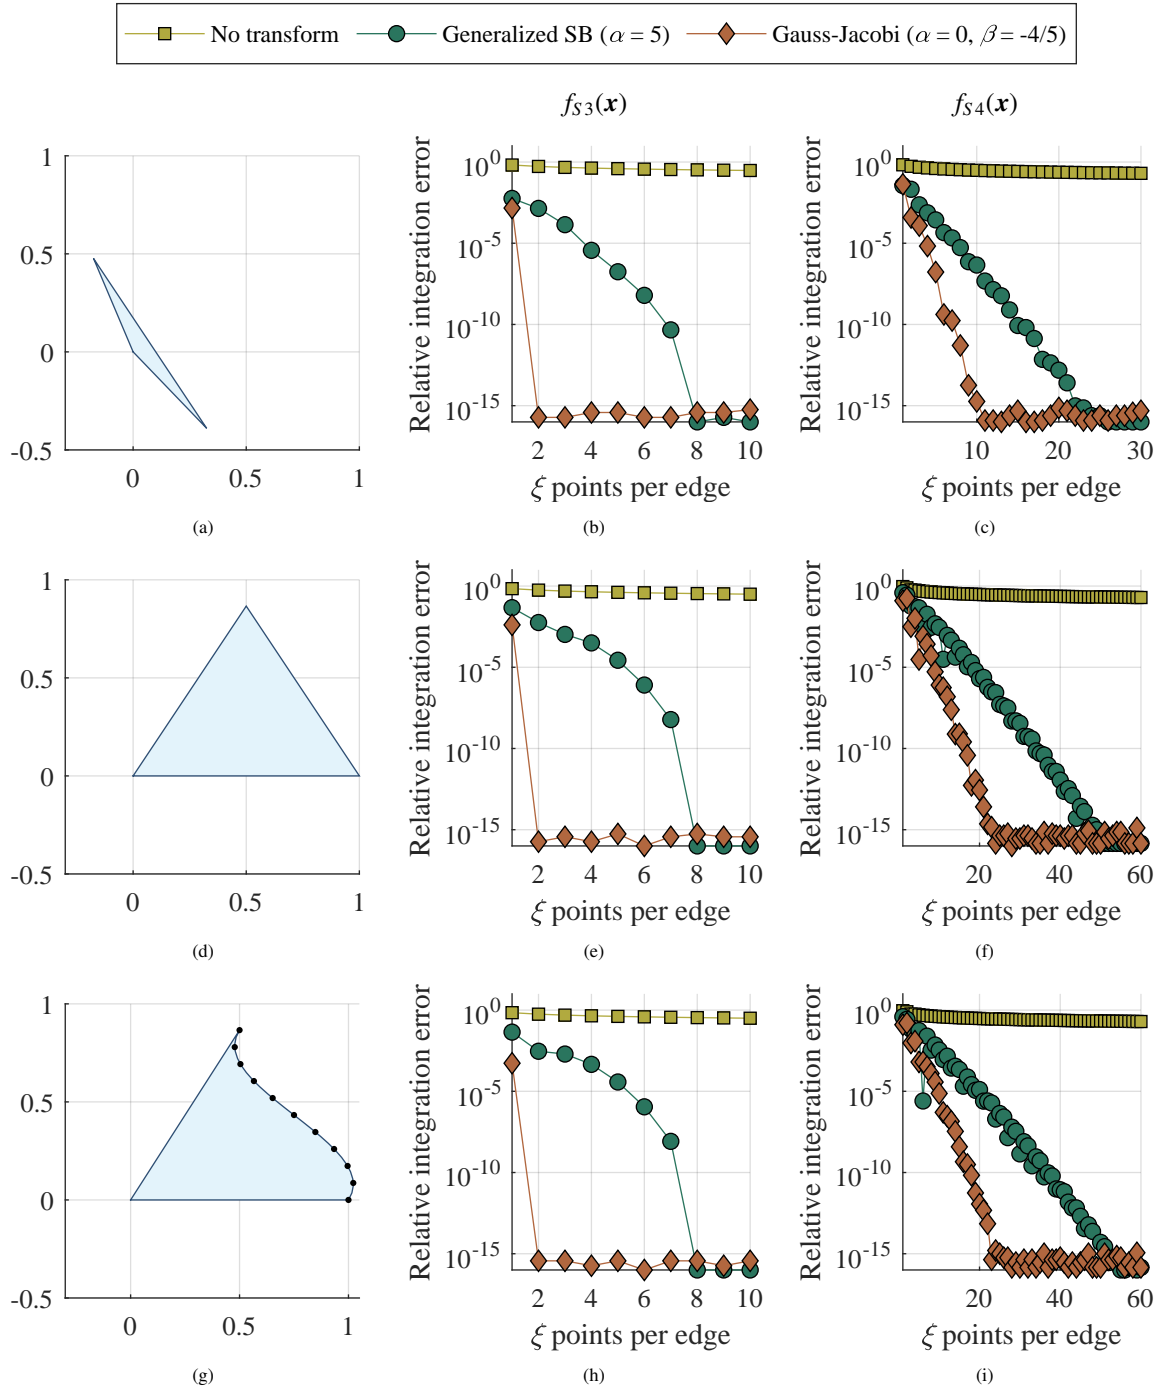 No transform Generalized SB (α = 5) Gauss-Jacobi (α = 0, β = -4/5)
f_{S3}(x) f_{S4}(x)
1
0.5
0
-0.5
0 0.5 1
(a)
Relative integration error
10^0
10^-5
10^-10
10^-15
2 4 6 8 10
ξ points per edge
(b)
Relative integration error
10^0
10^-5
10^-10
10^-15
10 20 30
ξ points per edge
(c)
1
0.5
0
-0.5
0 0.5 1
(d)
Relative integration error
10^0
10^-5
10^-10
10^-15
2 4 6 8 10
ξ points per edge
(e)
Relative integration error
10^0
10^-5
10^-10
10^-15
20 40 60
ξ points per edge
(f)
1
0.5
0
-0.5
0 0.5 1
(g)
Relative integration error
10^0
10^-5
10^-10
10^-15
2 4 6 8 10
ξ points per edge
(h)
Relative integration error
10^0
10^-5
10^-10
10^-15
20 40 60
ξ points per edge
(i)